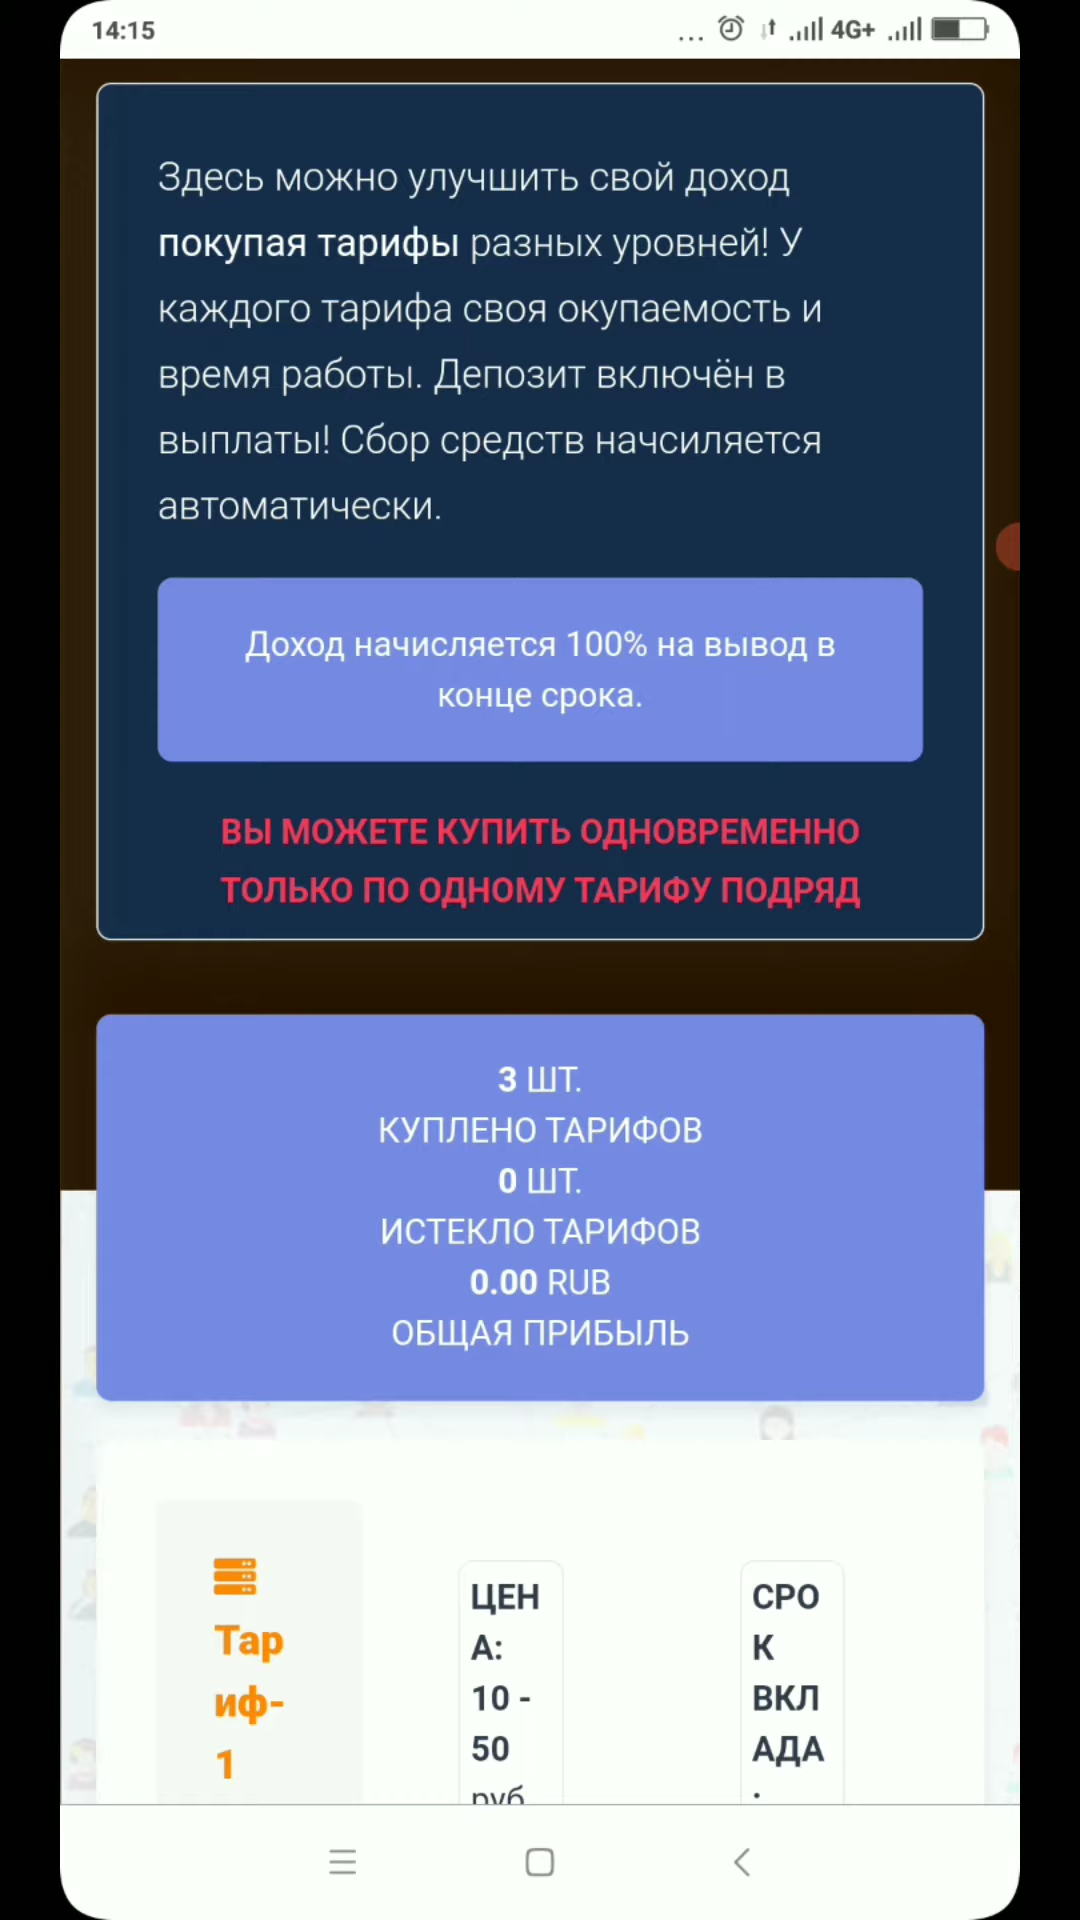 14:15
... 4G+
Здесь можно улучшить свой доход
покупая тарифы разных уровней! У
каждого тарифа своя окупаемость и
время работы. Депозит включён в
выплаты! Сбор средств начсиляется
автоматически.
Доход начисляется 100% на вывод в
конце срока.
ВЫ МОЖЕТЕ КУПИТЬ ОДНОВРЕМЕННО
ТОЛЬКО ПО ОДНОМУ ТАРИФУ ПОДРЯД
3 ШТ.
КУПЛЕНО ТАРИФОВ
0 ШТ.
ИСТЕКЛО ТАРИФОВ
0.00 RUB
ОБЩАЯ ПРИБЫЛЬ
Тар
иф-
1
ЦЕН
А:
10 -
50
руб
СРО
К
ВКЛ
АДА
: